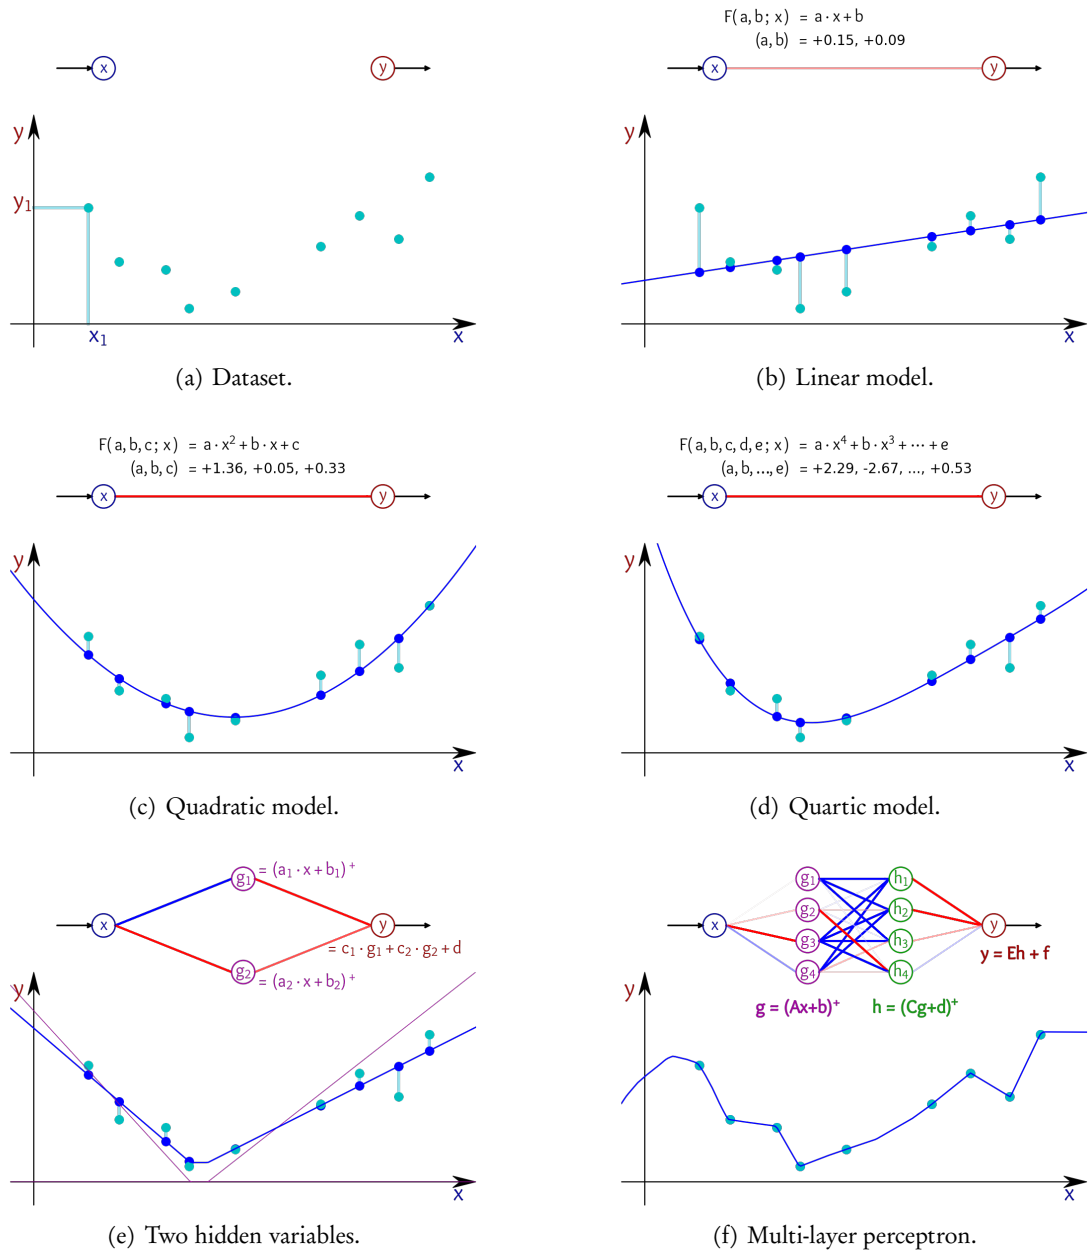 F(a,b; x) = a·x+b
(a,b) = +0.15, +0.09
x y
x y
y
y
y₁
x₁
x
x
(a) Dataset.
(b) Linear model.
F(a,b,c; x) = a·x²+b·x+c
(a,b,c) = +1.36, +0.05, +0.33
F(a,b,c,d,e; x) = a·x⁴+b·x³+⋯+e
(a,b,...,e) = +2.29, -2.67, ..., +0.53
x y
x y
y
y
x
x
(c) Quadratic model.
(d) Quartic model.
g₁ = (a₁·x+b₁)⁺
x y
= c₁·g₁+c₂·g₂+d
g₂ = (a₂·x+b₂)⁺
y
x
g₁ h₁
g₂ h₂
x y
g₃ h₃
y = Eh + f
g₄ h₄
g = (Ax+b)⁺ h = (Cg+d)⁺
(e) Two hidden variables.
(f) Multi-layer perceptron.